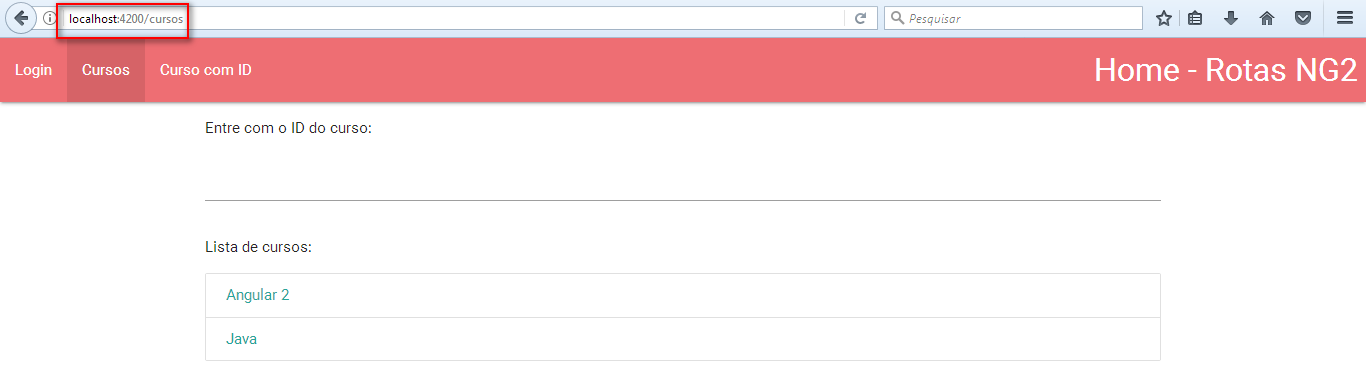 localhost:4200/cursos
Pesquisar
Login Cursos Curso com ID Home - Rotas NG2
Entre com o ID do curso:
Lista de cursos:
Angular 2
Java